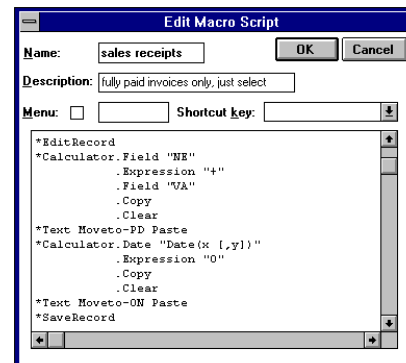 Edit Macro Script
Name: sales receipts OK Cancel
Description: fully paid invoices only, just select
Menu: Shortcut key:
*EditRecord
*Calculator.Field "NE"
.Expression "+"
.Field "VA"
.Copy
.Clear
*Text Moveto-PD Paste
*Calculator.Date "Date(x [,y])"
.Expression "0"
.Copy
.Clear
*Text Moveto-ON Paste
*SaveRecord